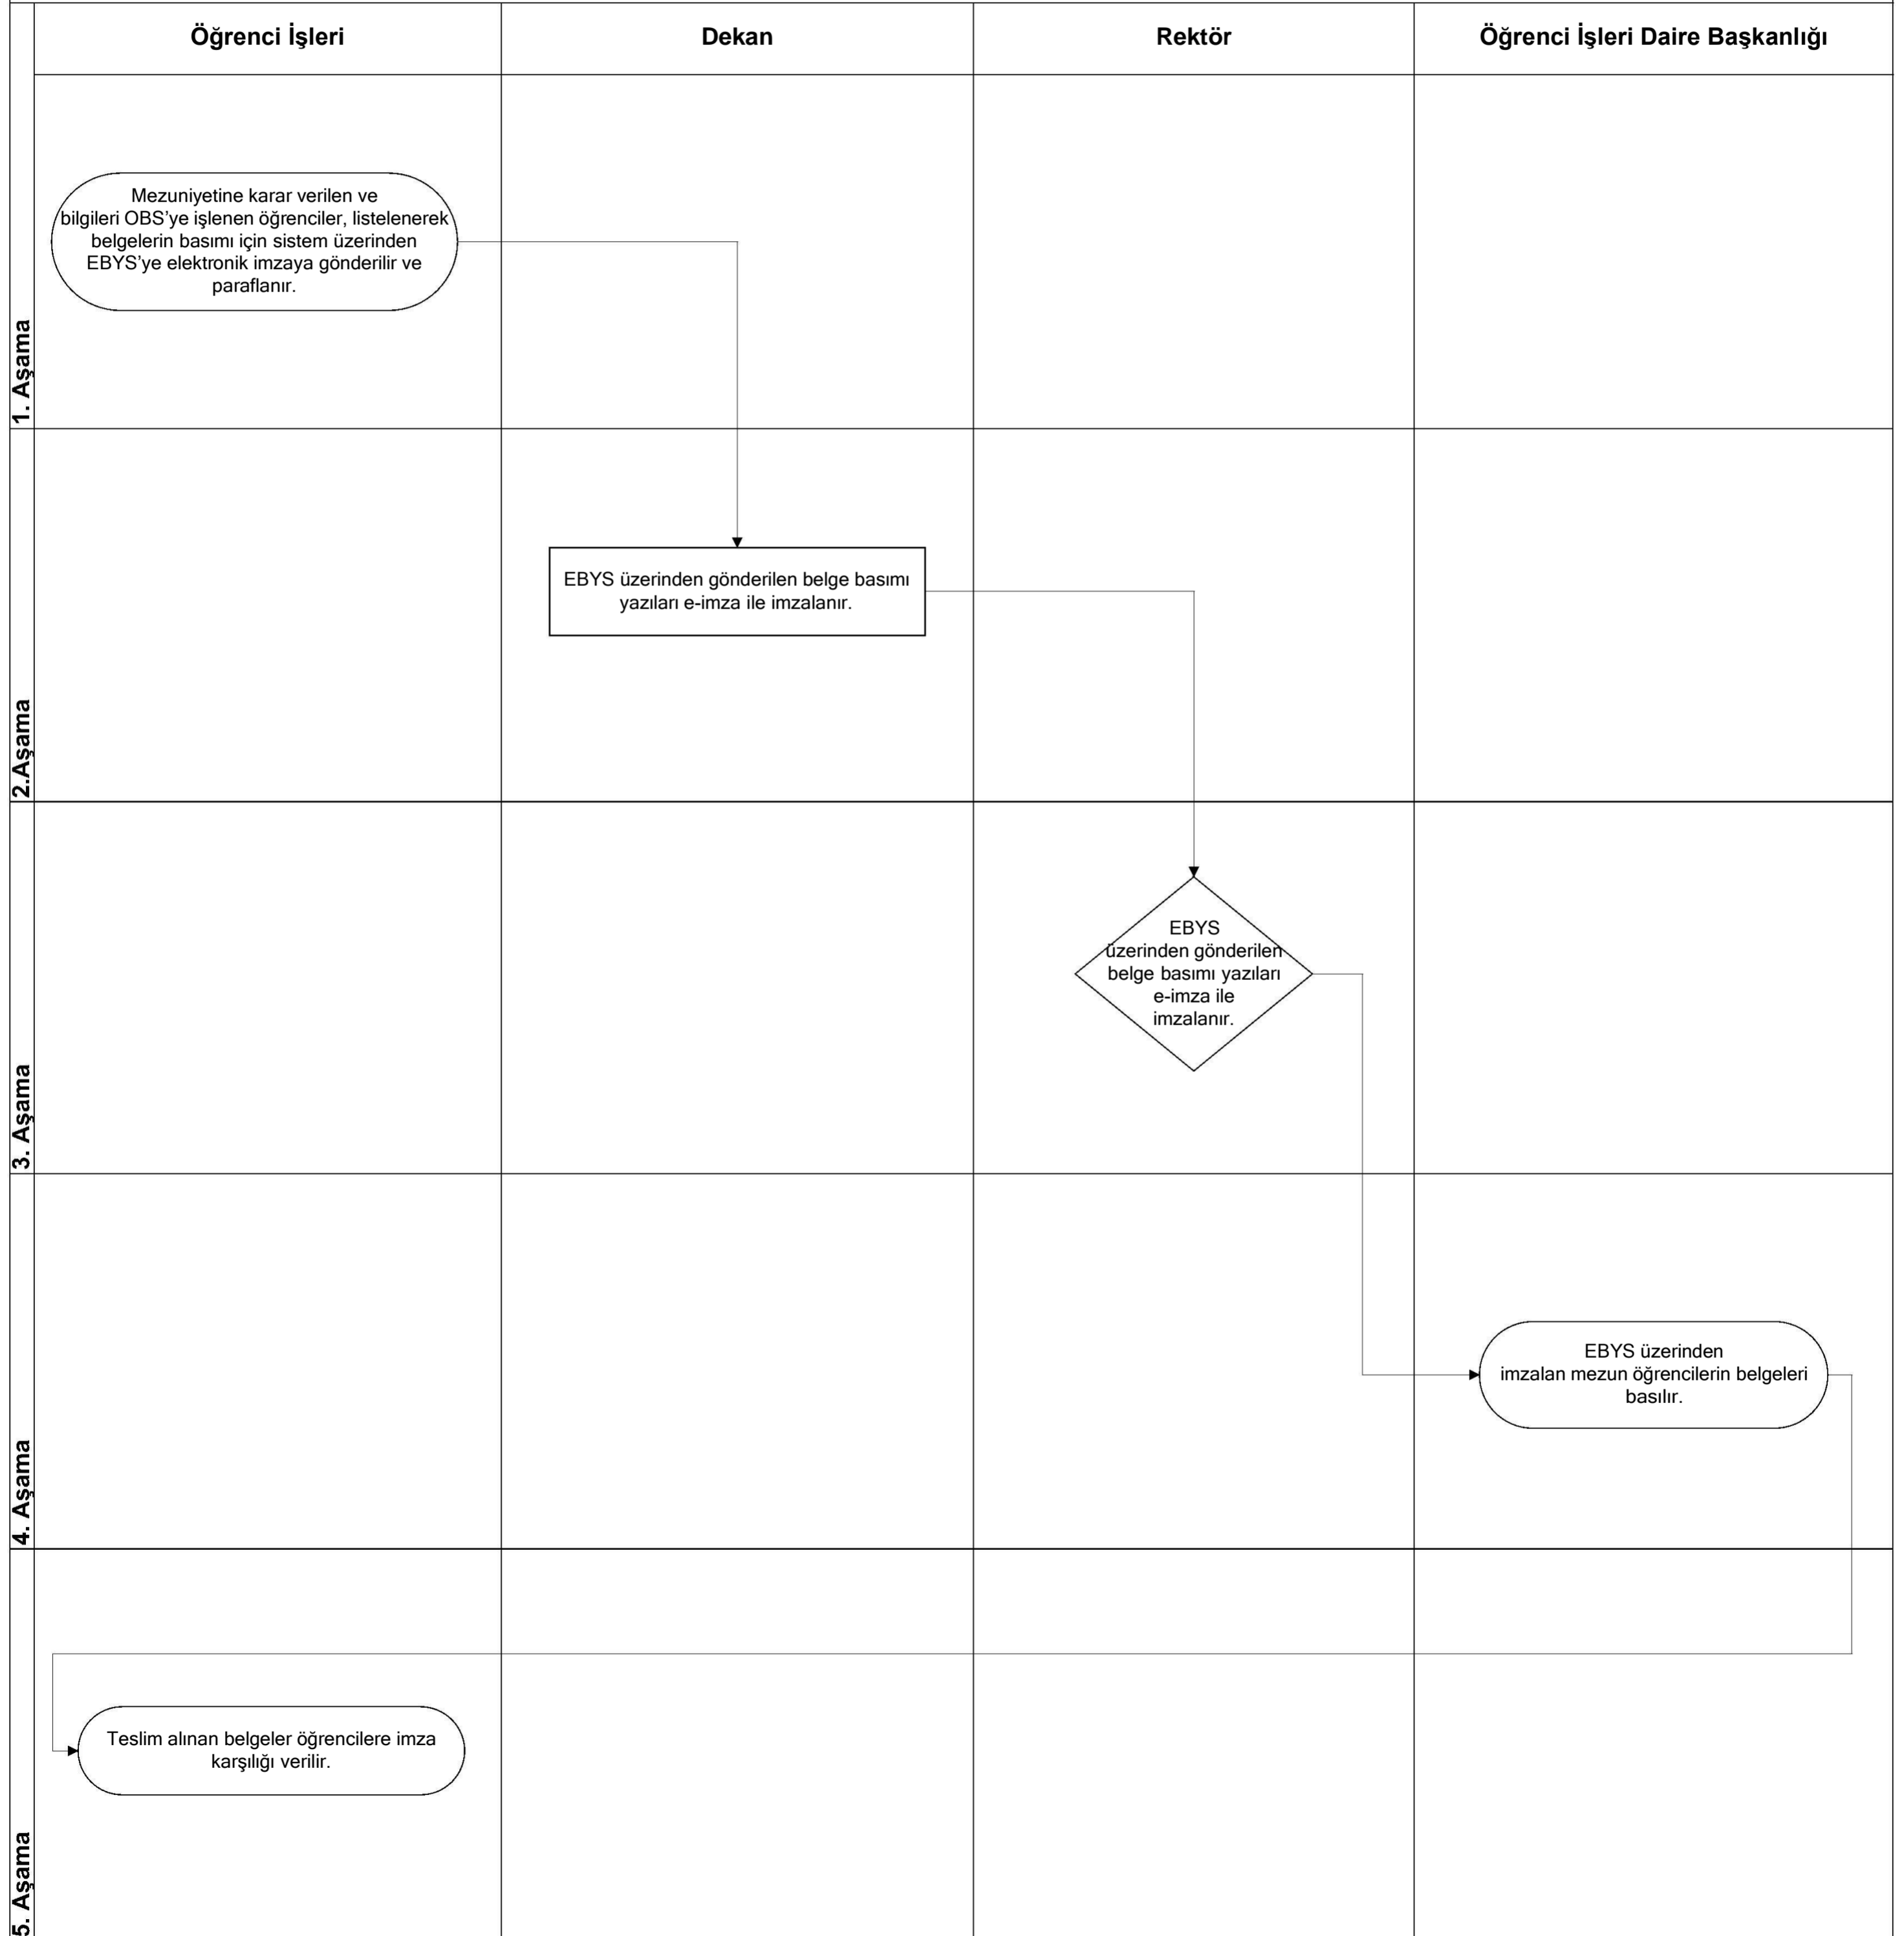 Öğrenci İşleri
Dekan
Rektör
Öğrenci İşleri Daire Başkanlığı
1. Aşama
Mezuniyetine karar verilen ve
bilgileri OBS’ye işlenen öğrenciler, listelenerek
belgelerin basımı için sistem üzerinden
EBYS’ye elektronik imzaya gönderilir ve
paraflanır.
2.Aşama
EBYS üzerinden gönderilen belge basımı
yazıları e-imza ile imzalanır.
3. Aşama
EBYS
üzerinden gönderilen
belge basımı yazıları
e-imza ile
imzalanır.
4. Aşama
EBYS üzerinden
imzalan mezun öğrencilerin belgeleri
basılır.
5. Aşama
Teslim alınan belgeler öğrencilere imza
karşılığı verilir.